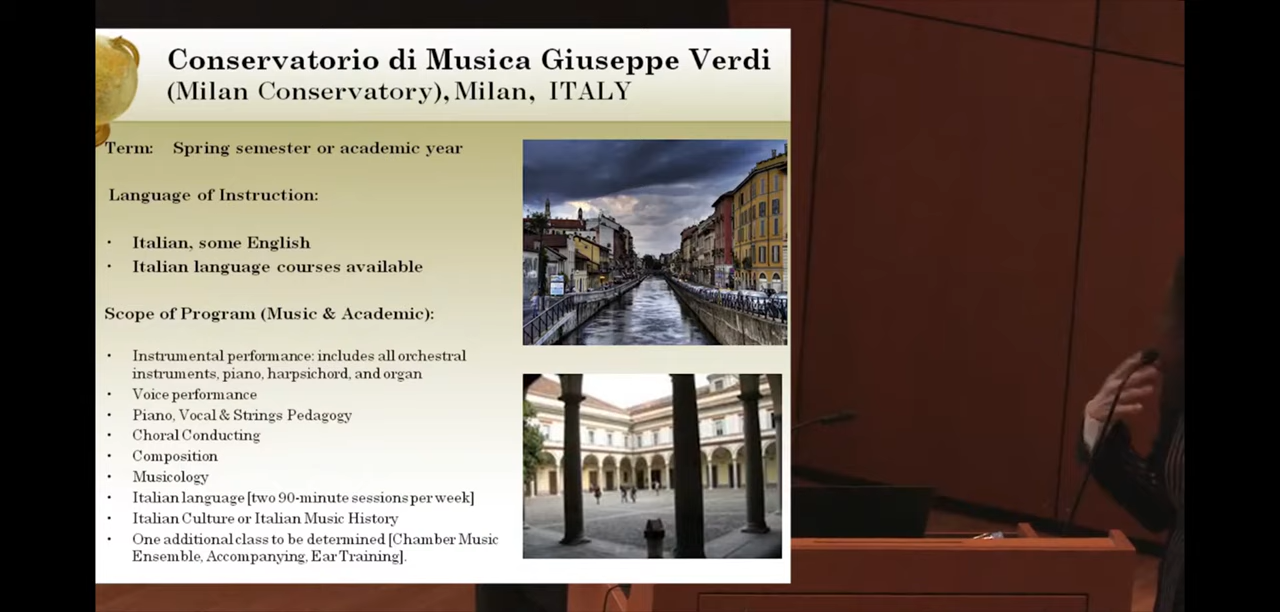 Conservatorio di Musica Giuseppe Verdi
(Milan Conservatory), Milan, ITALY
Term: Spring semester or academic year
Language of Instruction:
• Italian, some English
• Italian language courses available
Scope of Program (Music & Academic):
• Instrumental performance: includes all orchestral
instruments, piano, harpsichord, and organ
• Voice performance
• Piano, Vocal & Strings Pedagogy
• Choral Conducting
• Composition
• Musicology
• Italian language [two 90-minute sessions per week]
• Italian Culture or Italian Music History
• One additional class to be determined [Chamber Music
Ensemble, Accompanying, Ear Training].